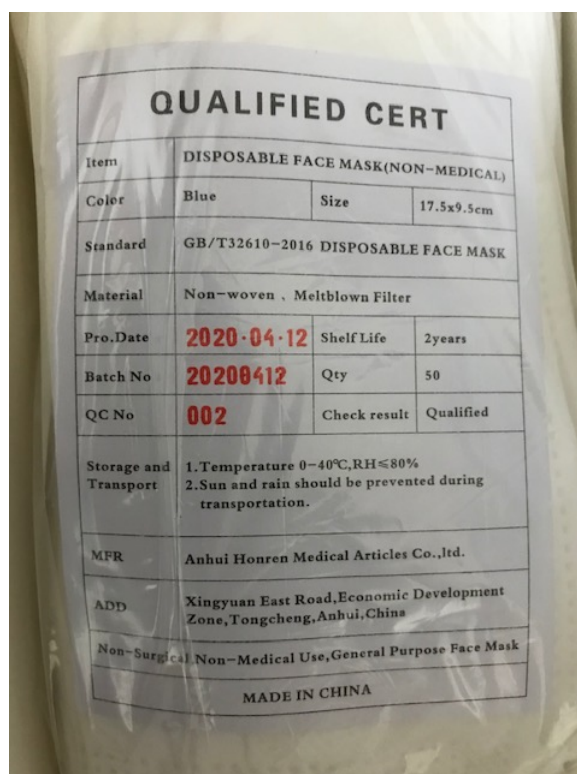 QUALIFIED CERT
Item DISPOSABLE FACE MASK(NON-MEDICAL)
Color Blue Size 17.5x9.5cm
Standard GB/T32610-2016 DISPOSABLE FACE MASK
Material Non-woven 、Meltblown Filter
Pro.Date 2020·04·12 Shelf Life 2years
Batch No 20200412 Qty 50
QC No 002 Check result Qualified
Storage and 1.Temperature 0-40℃,RH≤80%
Transport 2.Sun and rain should be prevented during
transportation.
MFR Anhui Honren Medical Articles Co.,ltd.
ADD Xingyuan East Road,Economic Development
Zone,Tongcheng,Anhui,China
Non-Surgical Non-Medical Use,General Purpose Face Mask
MADE IN CHINA